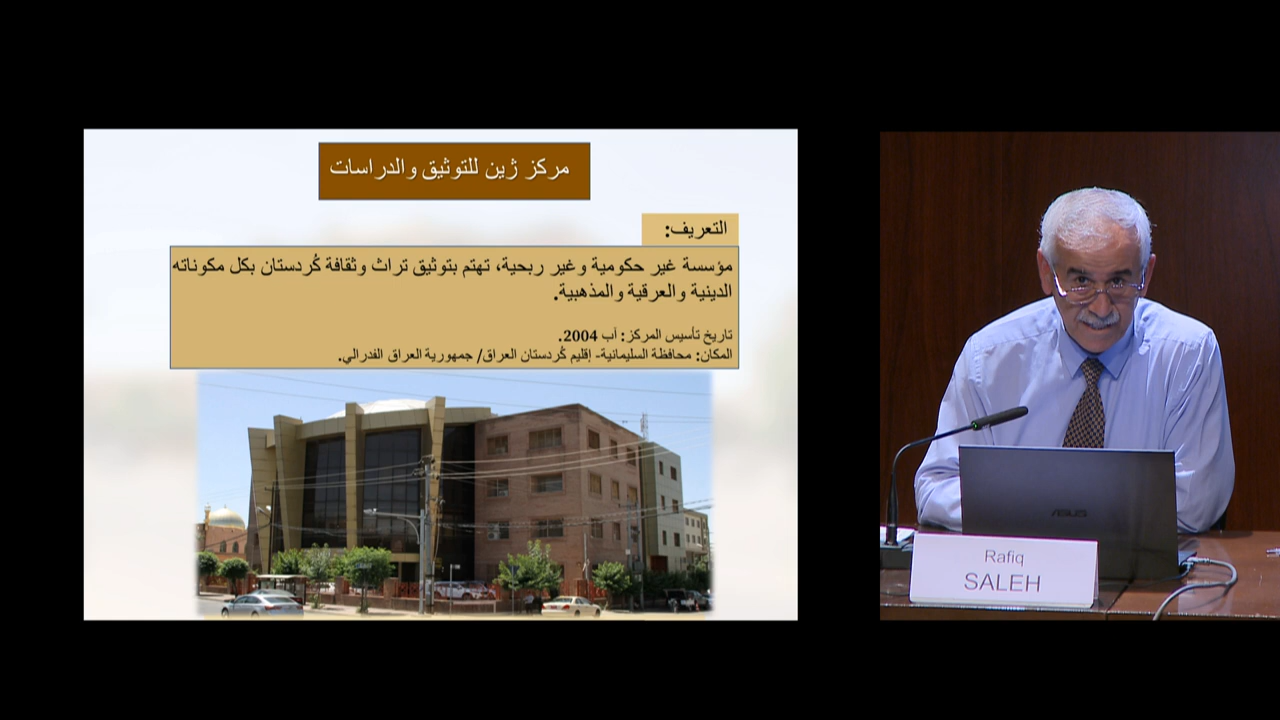 مركز ژين للتوثيق والدراسات
التعريف:
مؤسسة غير حكومية وغير ربحية، تهتم بتوثيق تراث وثقافة كُردستان بكل مكوناته
الدينية والعرقية والمذهبية.
تاريخ تأسيس المركز: آب 2004.
المكان: محافظة السليمانية- إقليم كُردستان العراق/ جمهورية العراق الفدرالي.
ASUS
Rafiq
SALEH